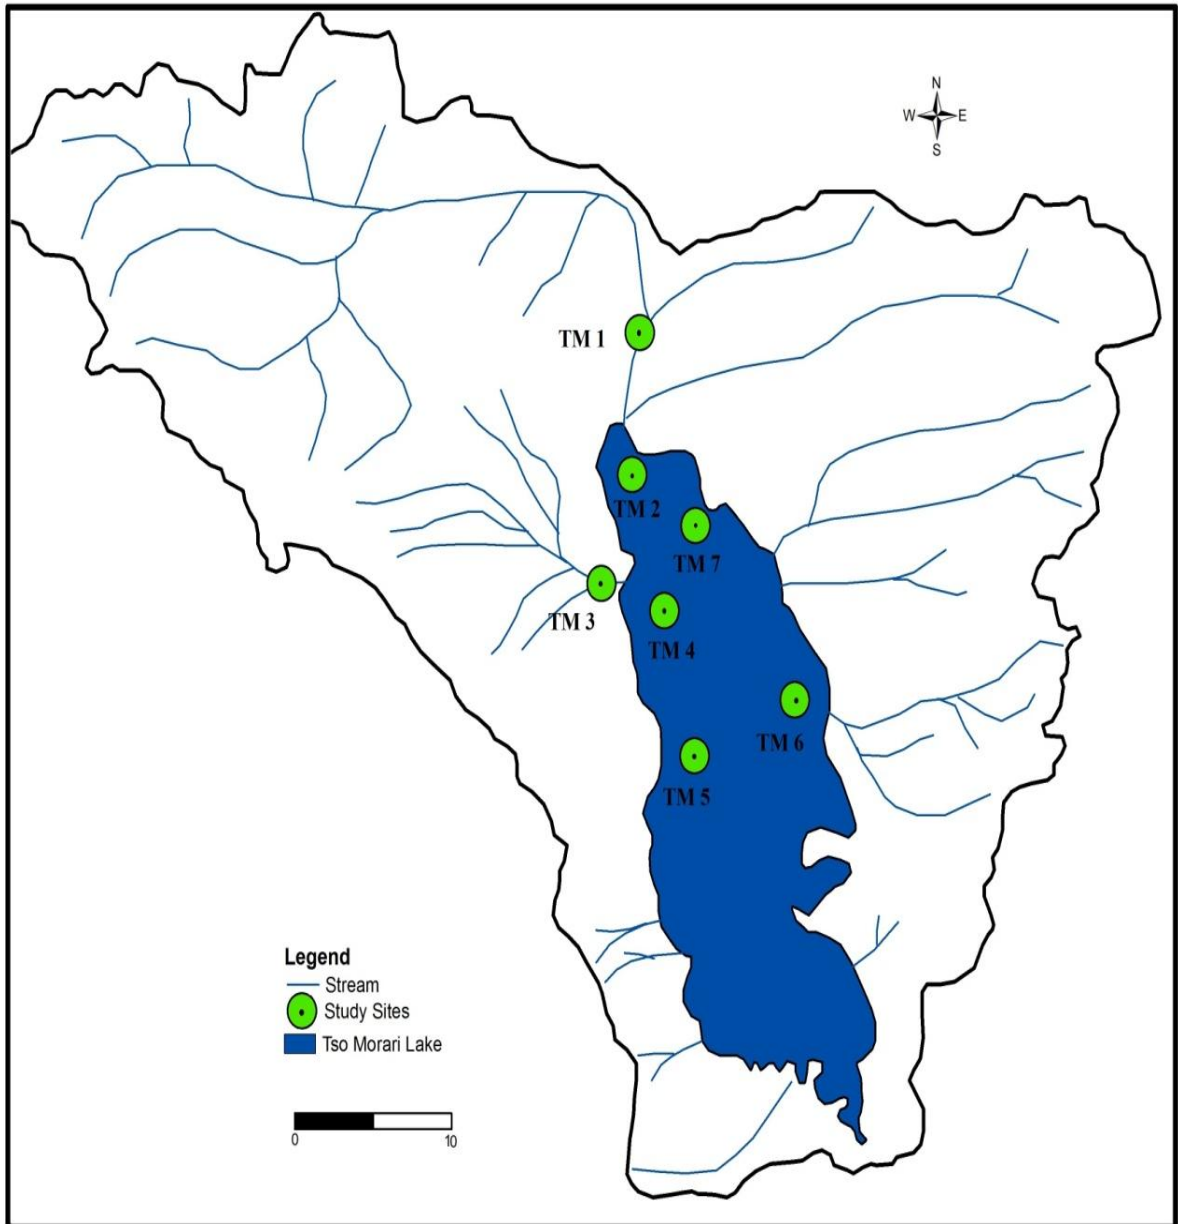 N
W E
S
TM 1
TM 2
TM 7
TM 3
TM 4
TM 6
TM 5
Legend
Stream
Study Sites
Tso Morari Lake
0 10